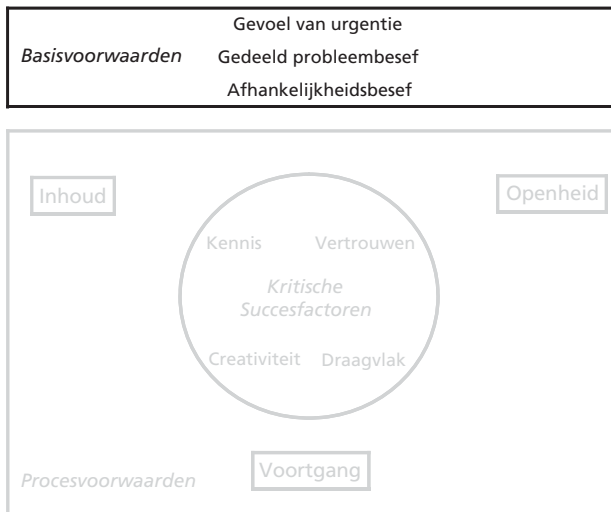 Gevoel van urgentie
Basisvoorwaarden Gedeeld probleembesef
Afhankelijkheidsbesef
Inhoud Openheid
Kennis Vertrouwen
Kritische
Succesfactoren
Creativiteit Draagvlak
Procesvoorwaarden Voortgang